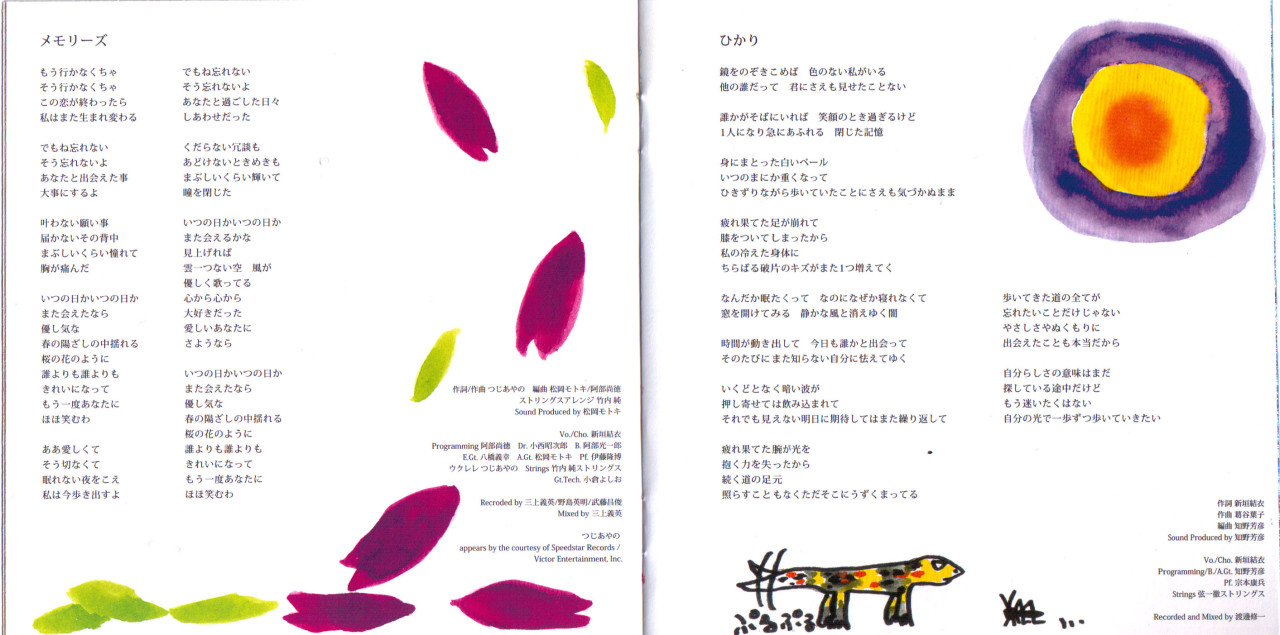 メモリーズ
もう行かなくちゃ
そう行かなくちゃ
この恋が終わったら
私はまた生まれ変わる
でもね忘れない
そう忘れないよ
あなたと出会えた事
大事にするよ
叶わない願い事
届かないその背中
まぶしいくらい憧れて
胸が痛んだ
いつの日かいつの日か
また会えたなら
優し気な
春の陽ざしの中揺れる
桜の花のように
誰よりも誰よりも
きれいになって
もう一度あなたに
ほほ笑むわ
ああ愛しくて
そう切なくて
眠れない夜をこえ
私は今歩き出すよ
でもね忘れない
そう忘れないよ
あなたと過ごした日々
しあわせだった
くだらない冗談も
あどけないときめきも
まぶしいくらい輝いて
瞳を閉じた
いつの日かいつの日か
また会えるかな
見上げれば
雲一つない空　風が
優しく歌ってる
心から心から
大好きだった
愛しいあなたに
さようなら
いつの日かいつの日か
また会えたなら
優し気な
春の陽ざしの中揺れる
桜の花のように
誰よりも誰よりも
きれいになって
もう一度あなたに
ほほ笑むわ
作詞/作曲 つじあやの　編曲 松岡モトキ/阿部尚徳
ストリングスアレンジ 竹内 純
Sound Produced by 松岡モトキ
Vo./Cho. 新垣結衣
Programming 阿部尚徳　Dr. 小西昭次郎　B. 阿部光一郎
E.Gt. 八橋義幸　A.Gt. 松岡モトキ　Pf. 伊藤隆博
ウクレレ つじあやの　Strings 竹内 純ストリングス
Gt.Tech. 小倉よしお
Recroded by 三上義英/野島英明/武藤昌俊
Mixed by 三上義英
つじあやの
appears by the courtesy of Speedstar Records /
Victor Entertainment, Inc.
ひかり
鏡をのぞきこめば　色のない私がいる
他の誰だって　君にさえも見せたことない
誰かがそばにいれば　笑顔のとき過ぎるけど
1人になり急にあふれる　閉じた記憶
身にまとった白いベール
いつのまにか重くなって
ひきずりながら歩いていたことにさえも気づかぬまま
疲れ果てた足が崩れて
膝をついてしまったから
私の冷えた身体に
ちらばる破片のキズがまた1つ増えてく
なんだか眠たくって　なのになぜか寝れなくて
窓を開けてみる　静かな風と消えゆく闇
時間が動き出して　今日も誰かと出会って
そのたびにまた知らない自分に怯えてゆく
いくどとなく暗い波が
押し寄せては飲み込まれて
それでも見えない明日に期待してはまた繰り返して
疲れ果てた腕が光を
抱く力を失ったから
続く道の足元
照らすこともなくただそこにうずくまってる
歩いてきた道の全てが
忘れたいことだけじゃない
やさしさやぬくもりに
出会えたことも本当だから
自分らしさの意味はまだ
探している途中だけど
もう迷いたくはない
自分の光で一歩ずつ歩いていきたい
作詞 新垣結衣
作曲 葛谷葉子
編曲 知野芳彦
Sound Produced by 知野芳彦
Vo./Cho. 新垣結衣
Programming/B./A.Gt. 知野芳彦
Pf. 宗本康兵
Strings 弦一徹ストリングス
Recorded and Mixed by 渡邊修一
ぷるぷる